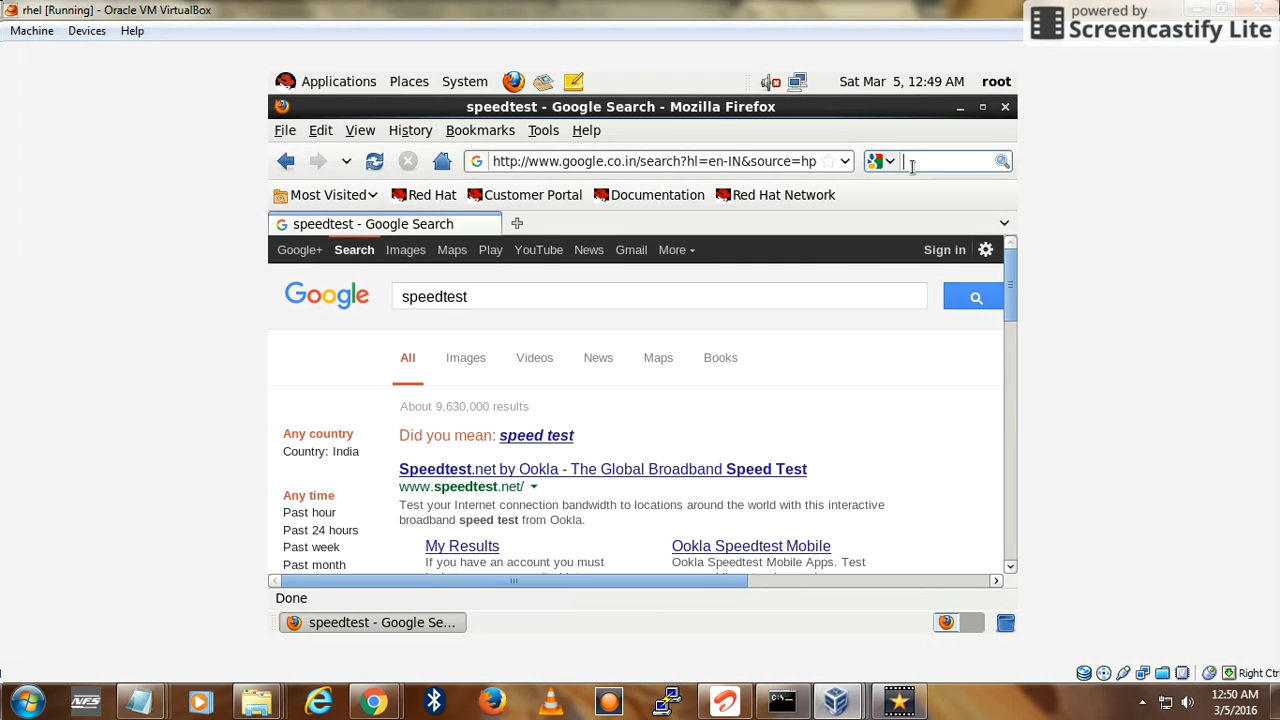 rhel [Running] - Oracle VM VirtualBox
powered by
Screencastify Lite
Machine Devices Help
Applications Places System Sat Mar 5, 12:49 AM root
speedtest - Google Search - Mozilla Firefox
File Edit View History Bookmarks Tools Help
http://www.google.co.in/search?hl=en-IN&source=hp
Most Visited Red Hat Customer Portal Documentation Red Hat Network
speedtest - Google Search
Google+ Search Images Maps Play YouTube News Gmail More Sign in
Google speedtest
All Images Videos News Maps Books
About 9,630,000 results
Any country
Country: India
Any time
Past hour
Past 24 hours
Past week
Past month
Did you mean: speed test
Speedtest.net by Ookla - The Global Broadband Speed Test
www.speedtest.net/
Test your Internet connection bandwidth to locations around the world with this interactive
broadband speed test from Ookla.
My Results
If you have an account you must
Ookla Speedtest Mobile
Ookla Speedtest Mobile Apps. Test
Done
speedtest - Google Se...
Right Ctrl
NFS
12:50 AM
3/5/2016